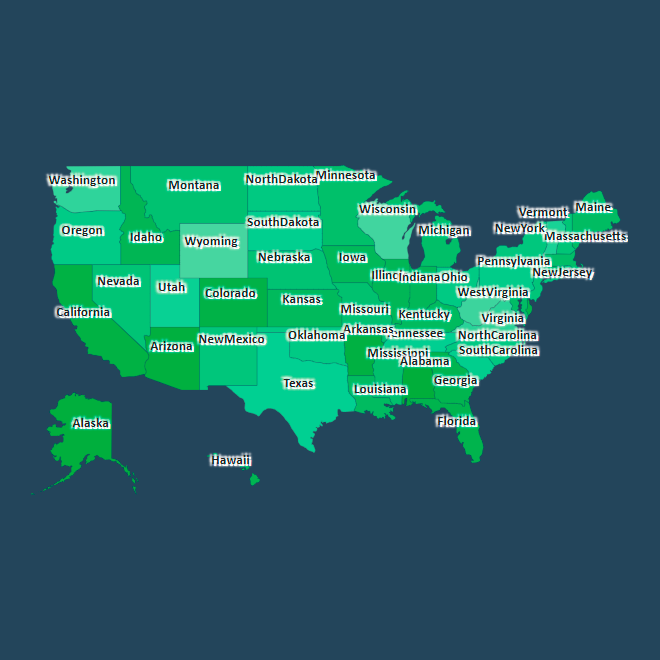 Washington
Montana
NorthDakota
Minnesota
Oregon
Idaho
Wyoming
SouthDakota
Wisconsin
Michigan
Vermont
Maine
NewYork
Massachusetts
Nevada
Utah
Colorado
Nebraska
Iowa
Illinc
Indiana
Ohio
Pennsylvania
NewJersey
California
Arizona
NewMexico
Kansas
Missouri
Kentucky
WestVirginia
Virginia
Oklahoma
Arkansas
ennessee
NorthCarolina
SouthCarolina
Texas
Louisiana
Mississippi
Alabama
Georgia
Florida
Alaska
Hawaii